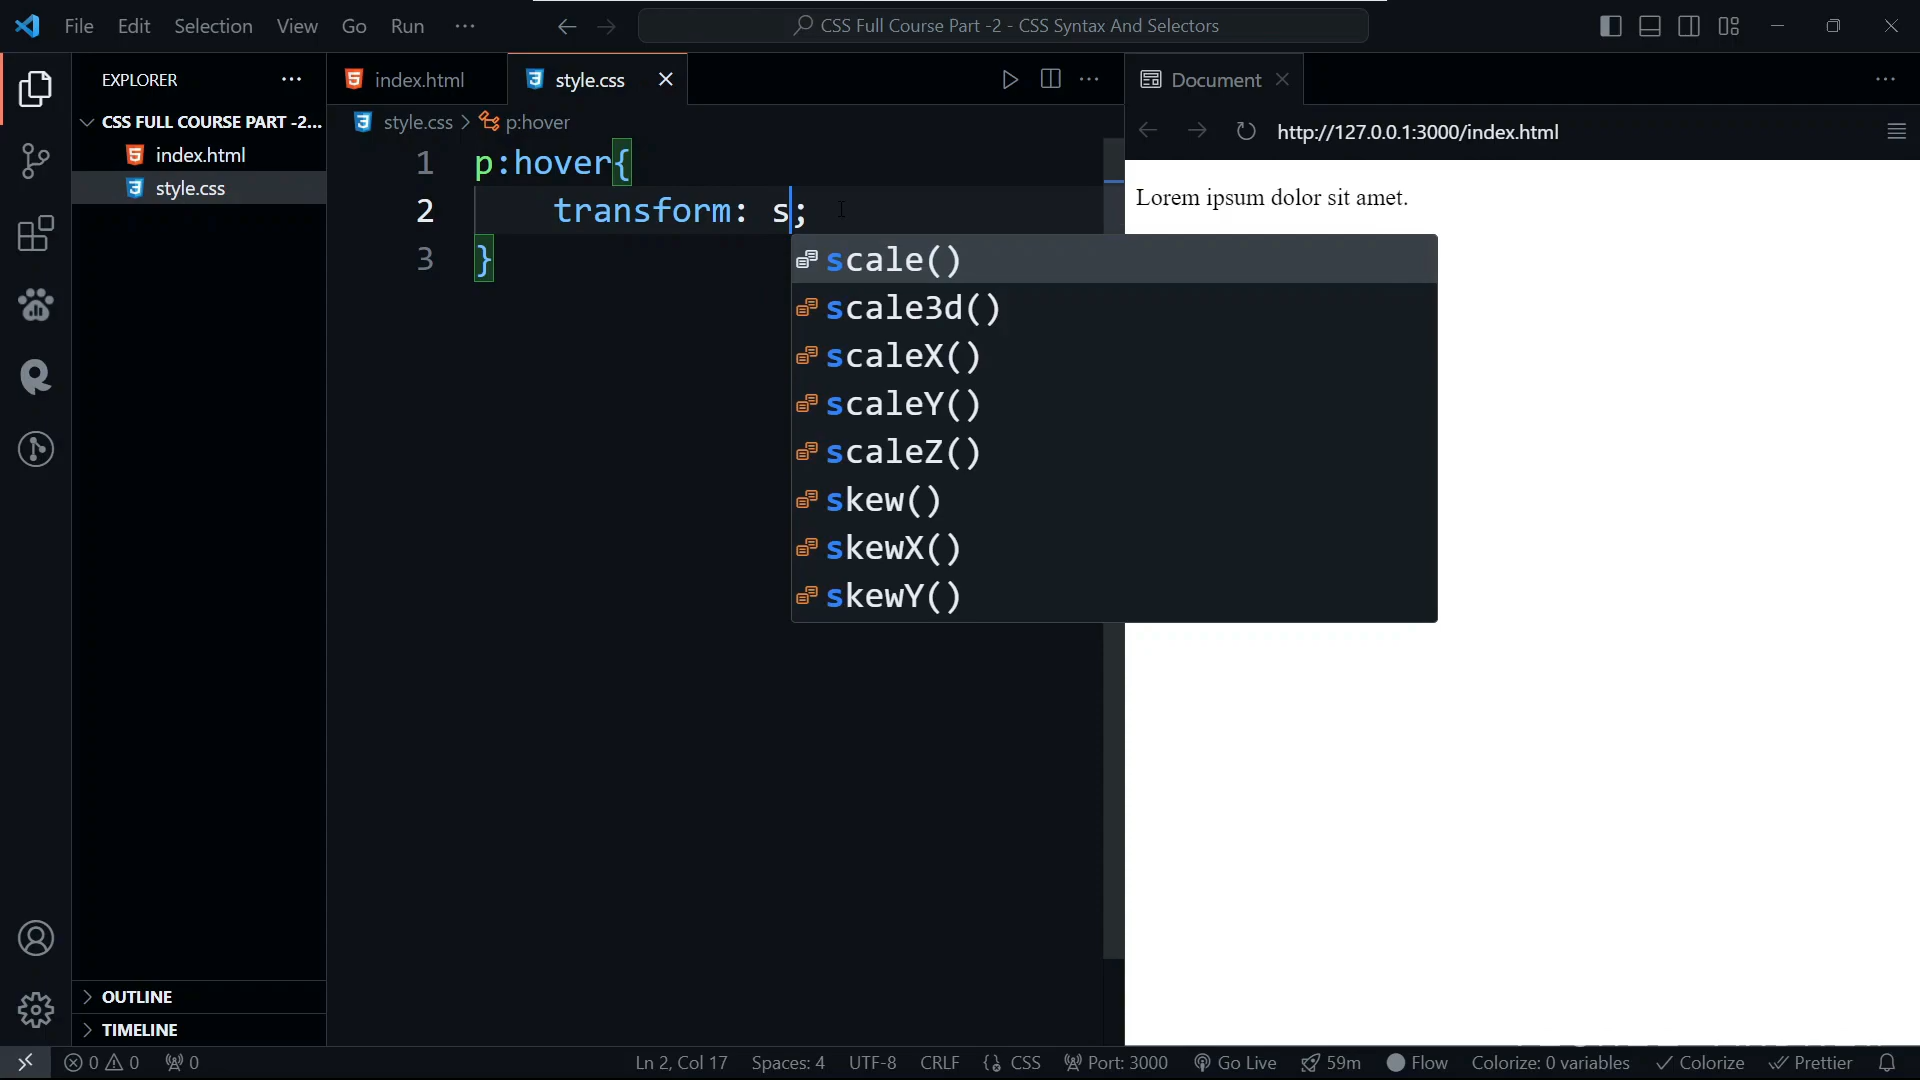 File Edit Selection View Go Run ···
CSS Full Course Part -2 - CSS Syntax And Selectors
EXPLORER ···
CSS FULL COURSE PART -2...
index.html
style.css
OUTLINE
TIMELINE
index.html
style.css
style.css > p:hover
1 p:hover{
2 transform: s;
3 }
scale()
scale3d()
scaleX()
scaleY()
scaleZ()
skew()
skewX()
skewY()
Document
http://127.0.0.1:3000/index.html
Lorem ipsum dolor sit amet.
0 0 0 Ln 2, Col 17 Spaces: 4 UTF-8 CRLF CSS Port: 3000 Go Live 59m Flow Colorize: 0 variables Colorize Prettier